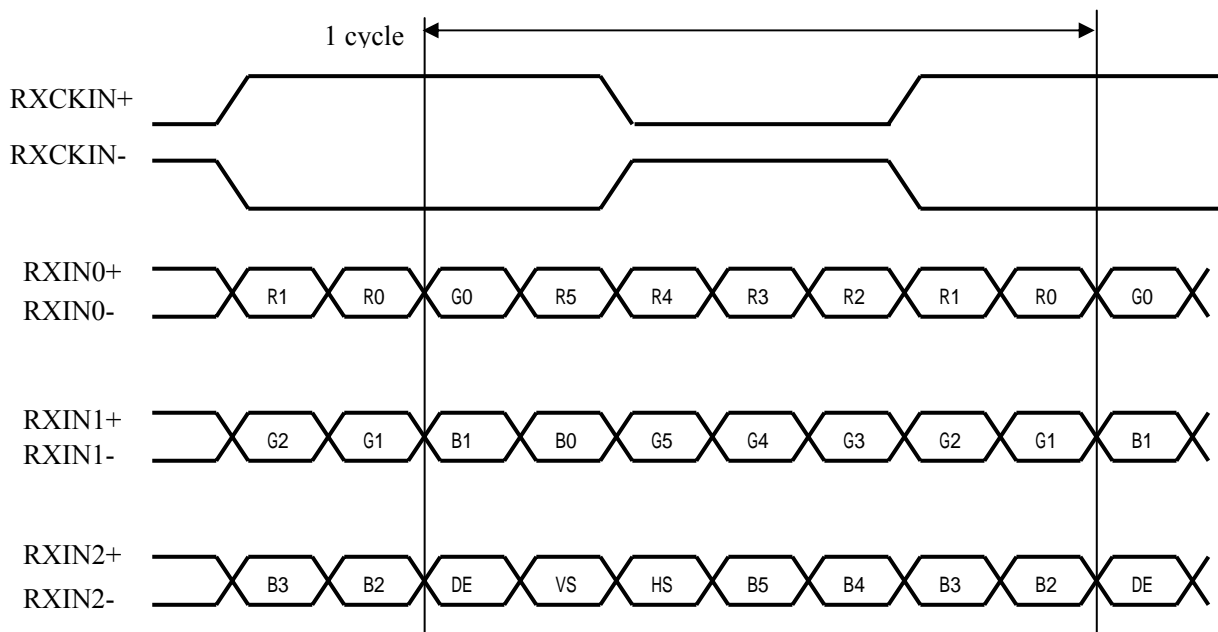 1 cycle
RXCKIN+
RXCKIN-
RXIN0+
R1 R0 G0 R5 R4 R3 R2 R1 R0 G0
RXIN0-
RXIN1+
G2 G1 B1 B0 G5 G4 G3 G2 G1 B1
RXIN1-
RXIN2+
B3 B2 DE VS HS B5 B4 B3 B2 DE
RXIN2-